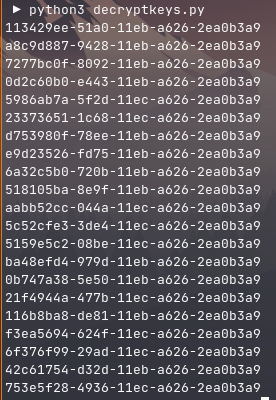 ► python3 decryptkeys.py
113429ee-51a0-11eb-a626-2ea0b3a9
a8c9d887-9428-11eb-a626-2ea0b3a9
7277bc0f-8092-11eb-a626-2ea0b3a9
0d2c60b0-e443-11eb-a626-2ea0b3a9
5986ab7a-5f2d-11ec-a626-2ea0b3a9
23373651-1c68-11ec-a626-2ea0b3a9
d753980f-78ee-11eb-a626-2ea0b3a9
e9d23526-fd75-11eb-a626-2ea0b3a9
6a32c5b0-720b-11eb-a626-2ea0b3a9
518105ba-8e9f-11eb-a626-2ea0b3a9
aabb52cc-044a-11ec-a626-2ea0b3a9
5c52cfe3-3de4-11ec-a626-2ea0b3a9
5159e5c2-08be-11ec-a626-2ea0b3a9
ba48efd4-979d-11eb-a626-2ea0b3a9
0b747a38-5e50-11eb-a626-2ea0b3a9
21f4944a-477b-11ec-a626-2ea0b3a9
116b8ba8-de81-11eb-a626-2ea0b3a9
f3ea5694-624f-11eb-a626-2ea0b3a9
6f376f99-29ad-11ec-a626-2ea0b3a9
42c61754-d32d-11eb-a626-2ea0b3a9
753e5f28-4936-11ec-a626-2ea0b3a9